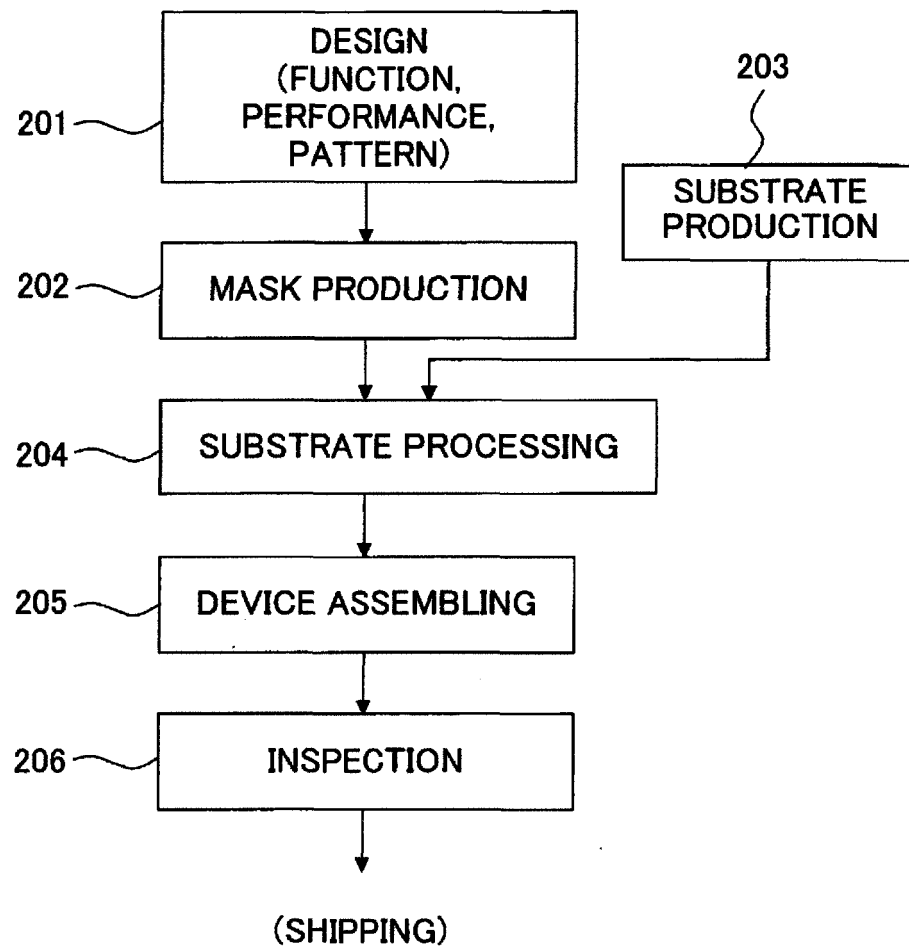 DESIGN
(FUNCTION,
PERFORMANCE,
PATTERN)
201
203
SUBSTRATE
PRODUCTION
202
MASK PRODUCTION
204
SUBSTRATE PROCESSING
205
DEVICE ASSEMBLING
206
INSPECTION
(SHIPPING)